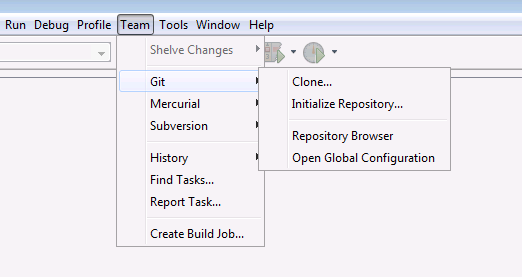 Run Debug Profile Team Tools Window Help
Shelve Changes
Git
Mercurial
Subversion
History
Find Tasks...
Report Task...
Create Build Job...
Clone...
Initialize Repository...
Repository Browser
Open Global Configuration